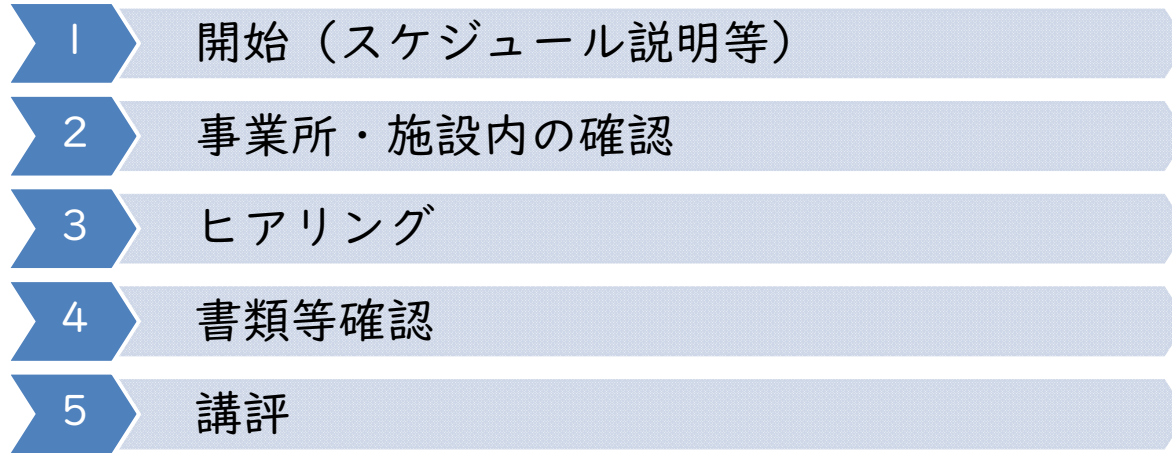 1 開始（スケジュール説明等）
2 事業所・施設内の確認
3 ヒアリング
4 書類等確認
5 講評